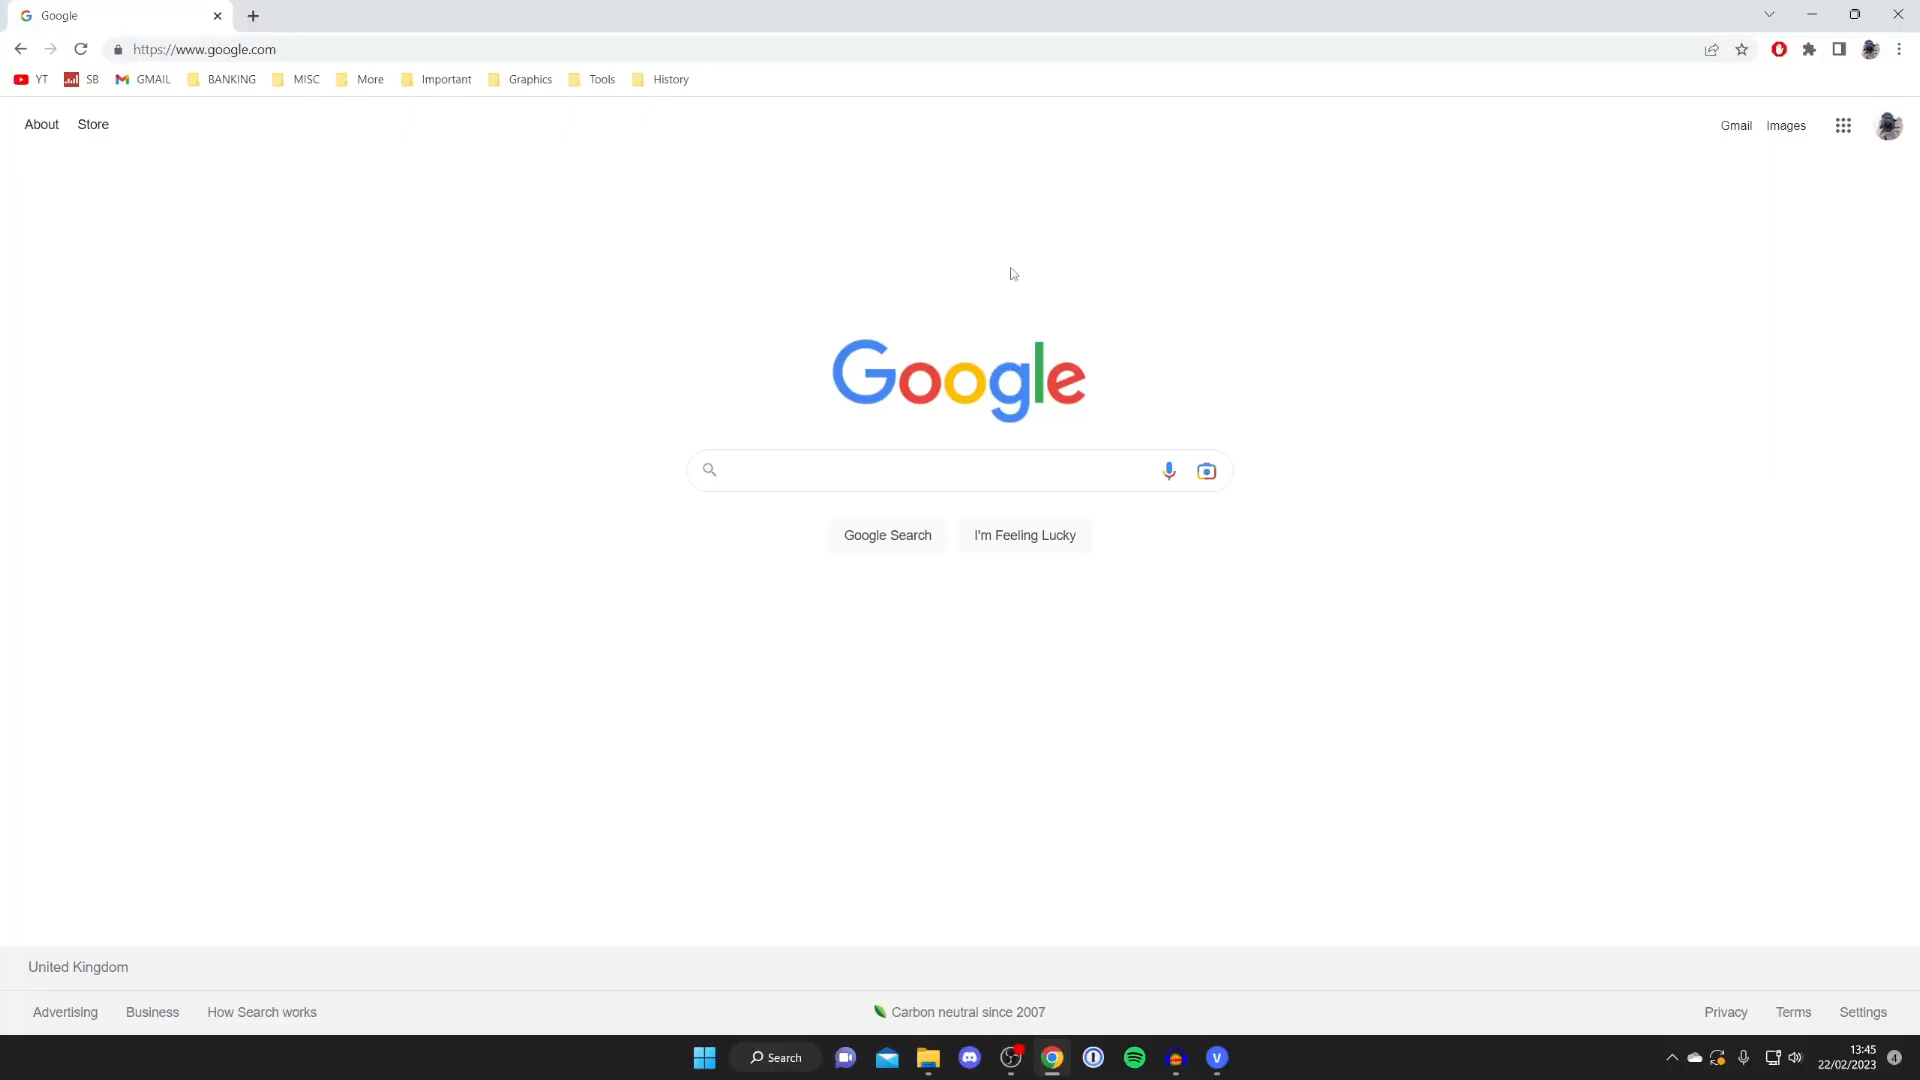 Google
https://www.google.com
YT SB GMAIL BANKING MISC More Important Graphics Tools History
About Store Gmail Images
Google
Google Search I'm Feeling Lucky
United Kingdom
Advertising Business How Search works Carbon neutral since 2007 Privacy Terms Settings
Search 13:45
22/02/2023 4